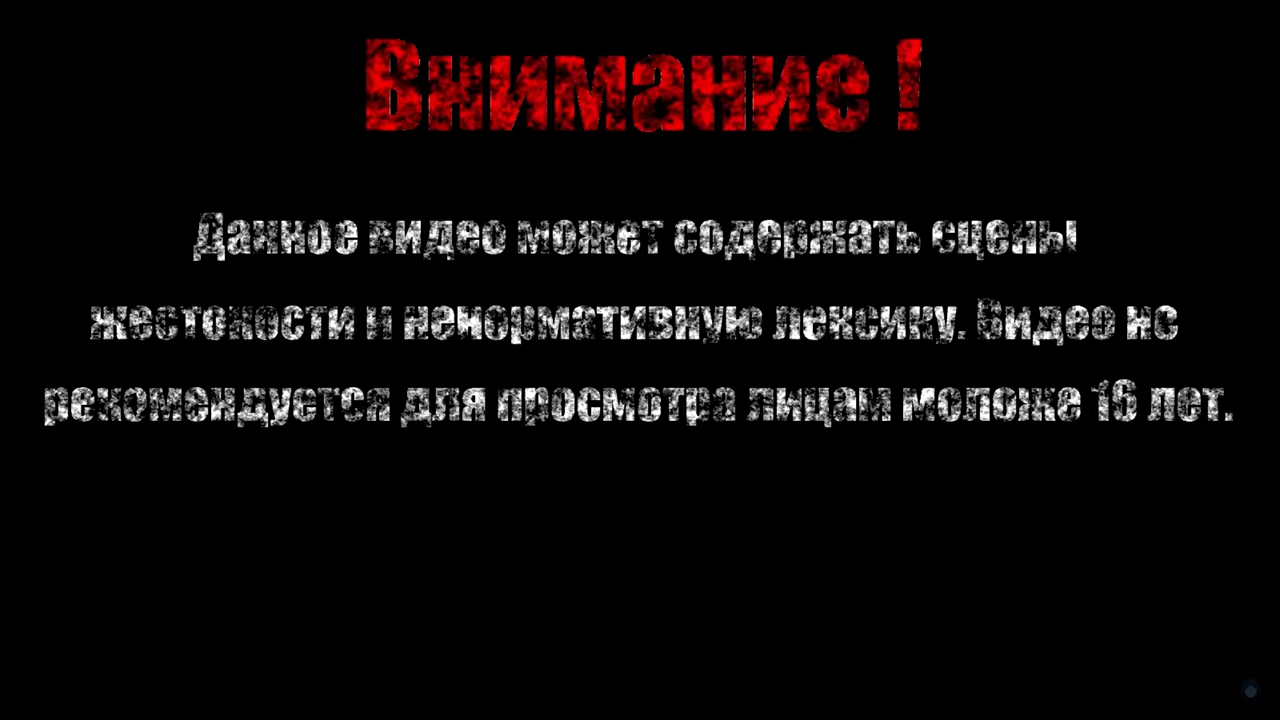 Внимание !
Данное видео может содержать сцены
жестокости и ненормативную лексику. Видео не
рекомендуется для просмотра лицам моложе 16 лет.